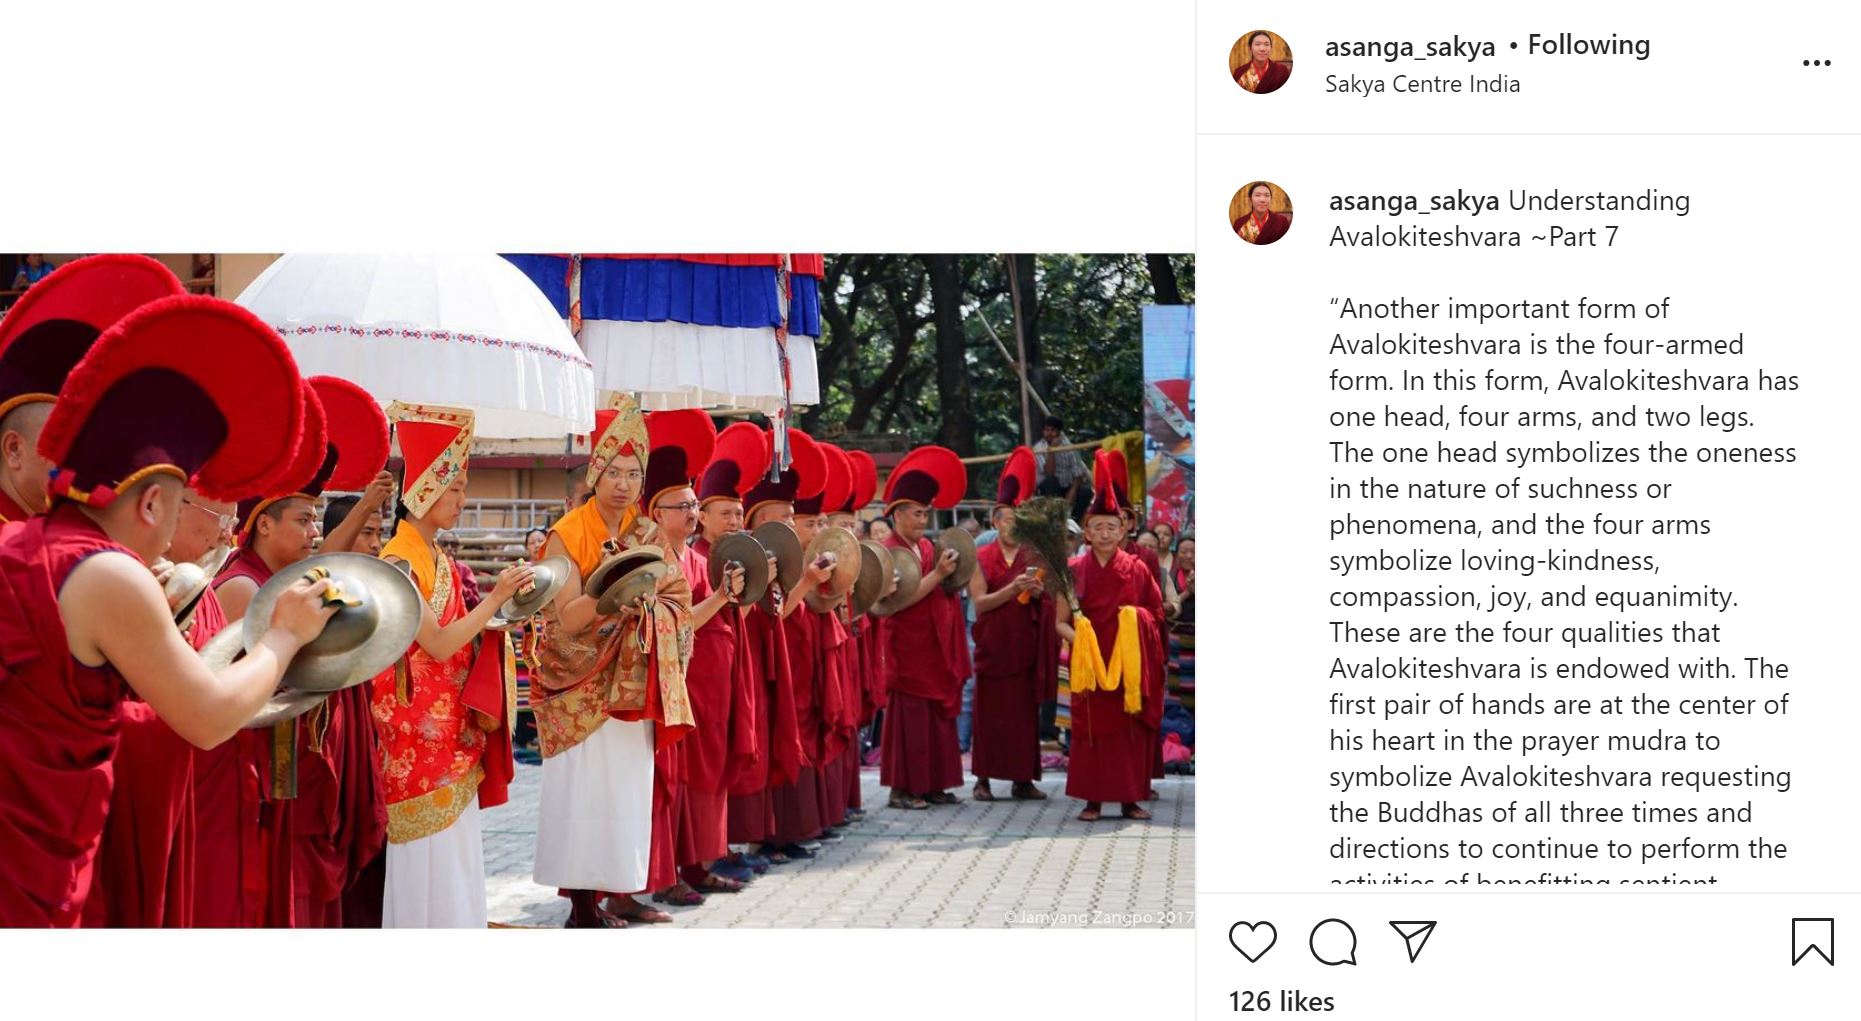 asanga_sakya • Following
Sakya Centre India
...
asanga_sakya Understanding
Avalokiteshvara ~Part 7
“Another important form of
Avalokiteshvara is the four-armed
form. In this form, Avalokiteshvara has
one head, four arms, and two legs.
The one head symbolizes the oneness
in the nature of suchness or
phenomena, and the four arms
symbolize loving-kindness,
compassion, joy, and equanimity.
These are the four qualities that
Avalokiteshvara is endowed with. The
first pair of hands are at the center of
his heart in the prayer mudra to
symbolize Avalokiteshvara requesting
the Buddhas of all three times and
directions to continue to perform the
activities of benefitting sentient
126 likes
©Jamyang Zangpo 2017